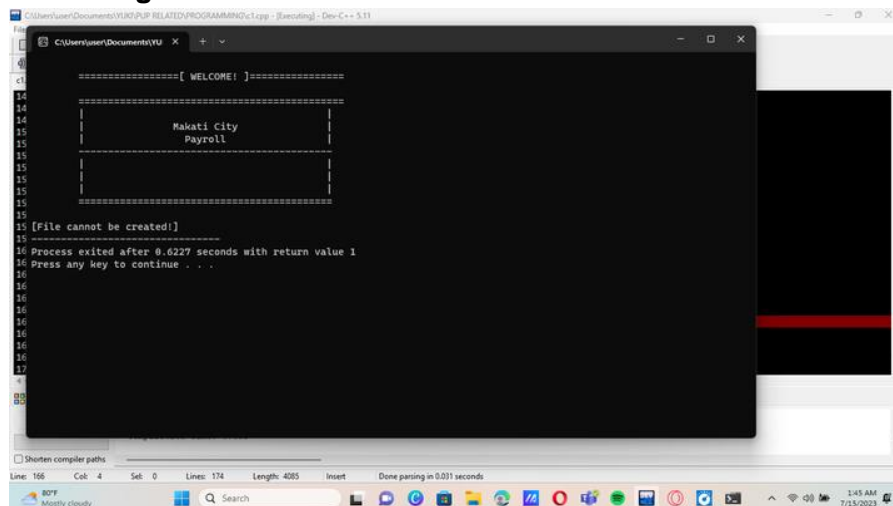 C:\Users\user\Documents\YUKI\PUP RELATED\PROGRAMMING\c1.cpp - [Executing] - Dev-C++ 5.11
C:\Users\user\Documents\YU
==================[ WELCOME! ]================
Makati City
Payroll
[File cannot be created!]
Process exited after 0.6227 seconds with return value 1
Press any key to continue . . .
Shorten compiler paths
Line: 166 Col: 4 Sel: 0 Lines: 174 Length: 4085 Insert Done parsing in 0.031 seconds
80°F
Mostly cloudy
Search
1:45 AM
7/15/2023